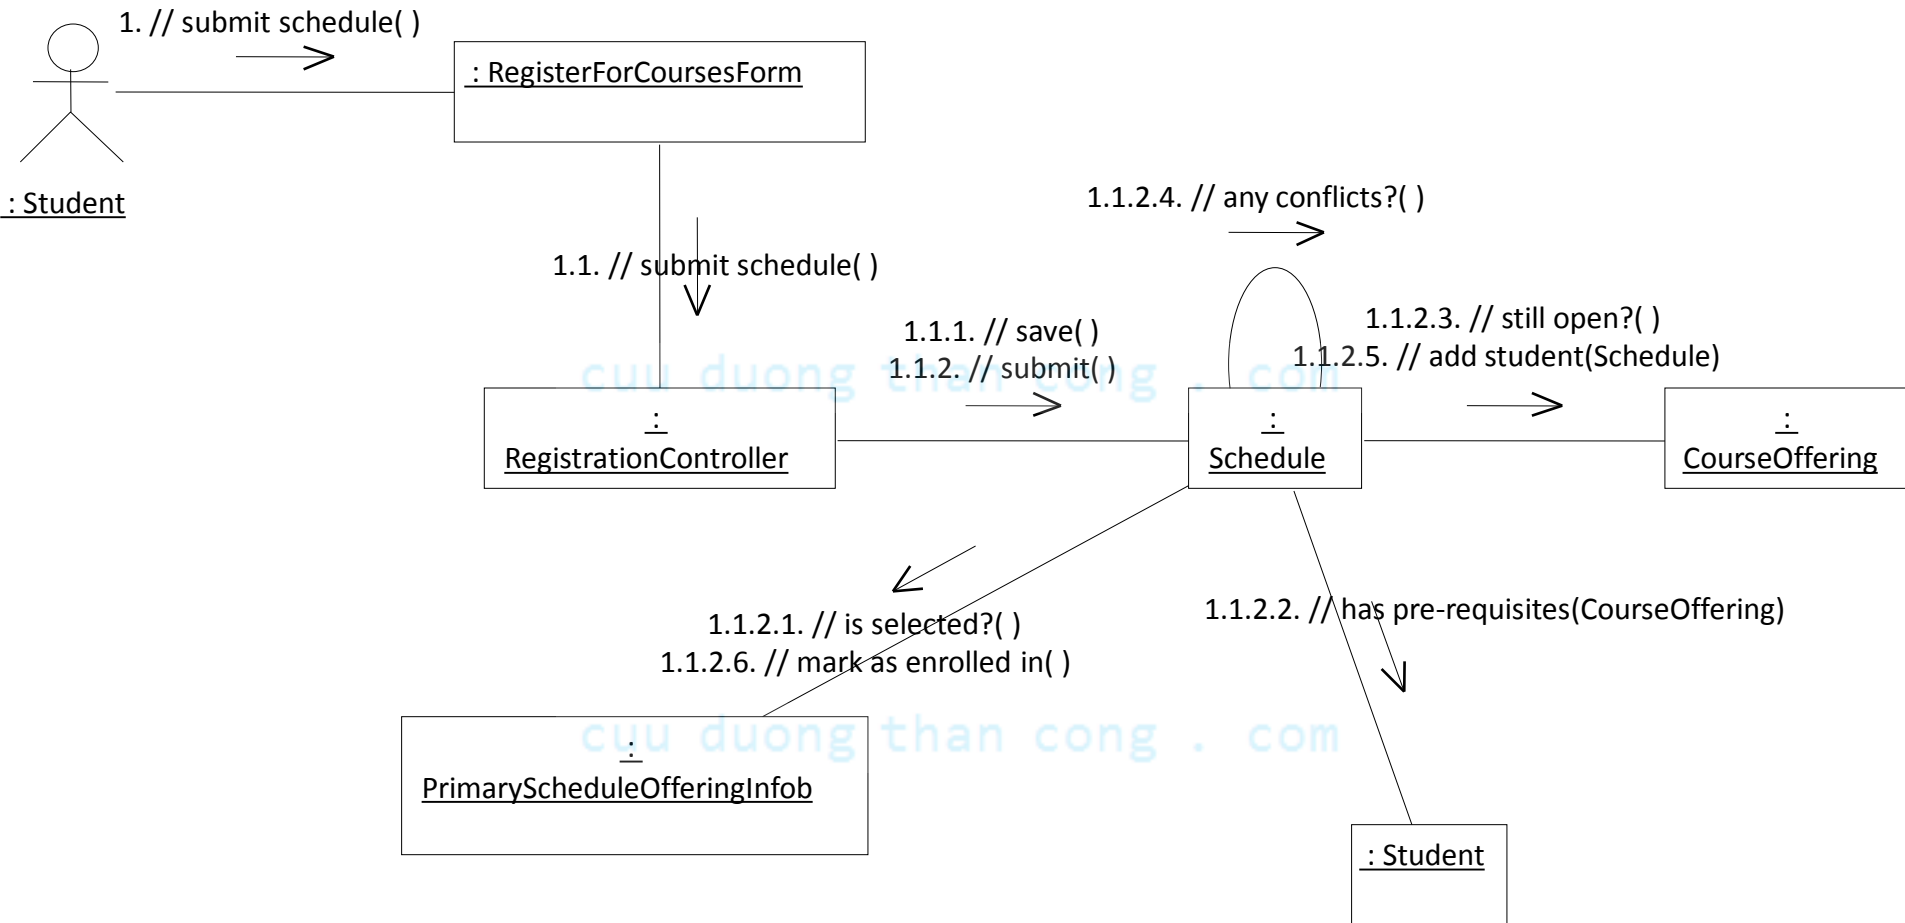 1. // submit schedule( )
: RegisterForCoursesForm
: Student
1.1. // submit schedule( )
1.1.2.4. // any conflicts?( )
1.1.1. // save( )
1.1.2. // submit( )
1.1.2.3. // still open?( )
1.1.2.5. // add student(Schedule)
cuu duong than cong . com
:
RegistrationController
:
Schedule
:
CourseOffering
1.1.2.1. // is selected?( )
1.1.2.6. // mark as enrolled in( )
1.1.2.2. // has pre-requisites(CourseOffering)
cuu duong than cong . com
:
PrimaryScheduleOfferingInfob
: Student